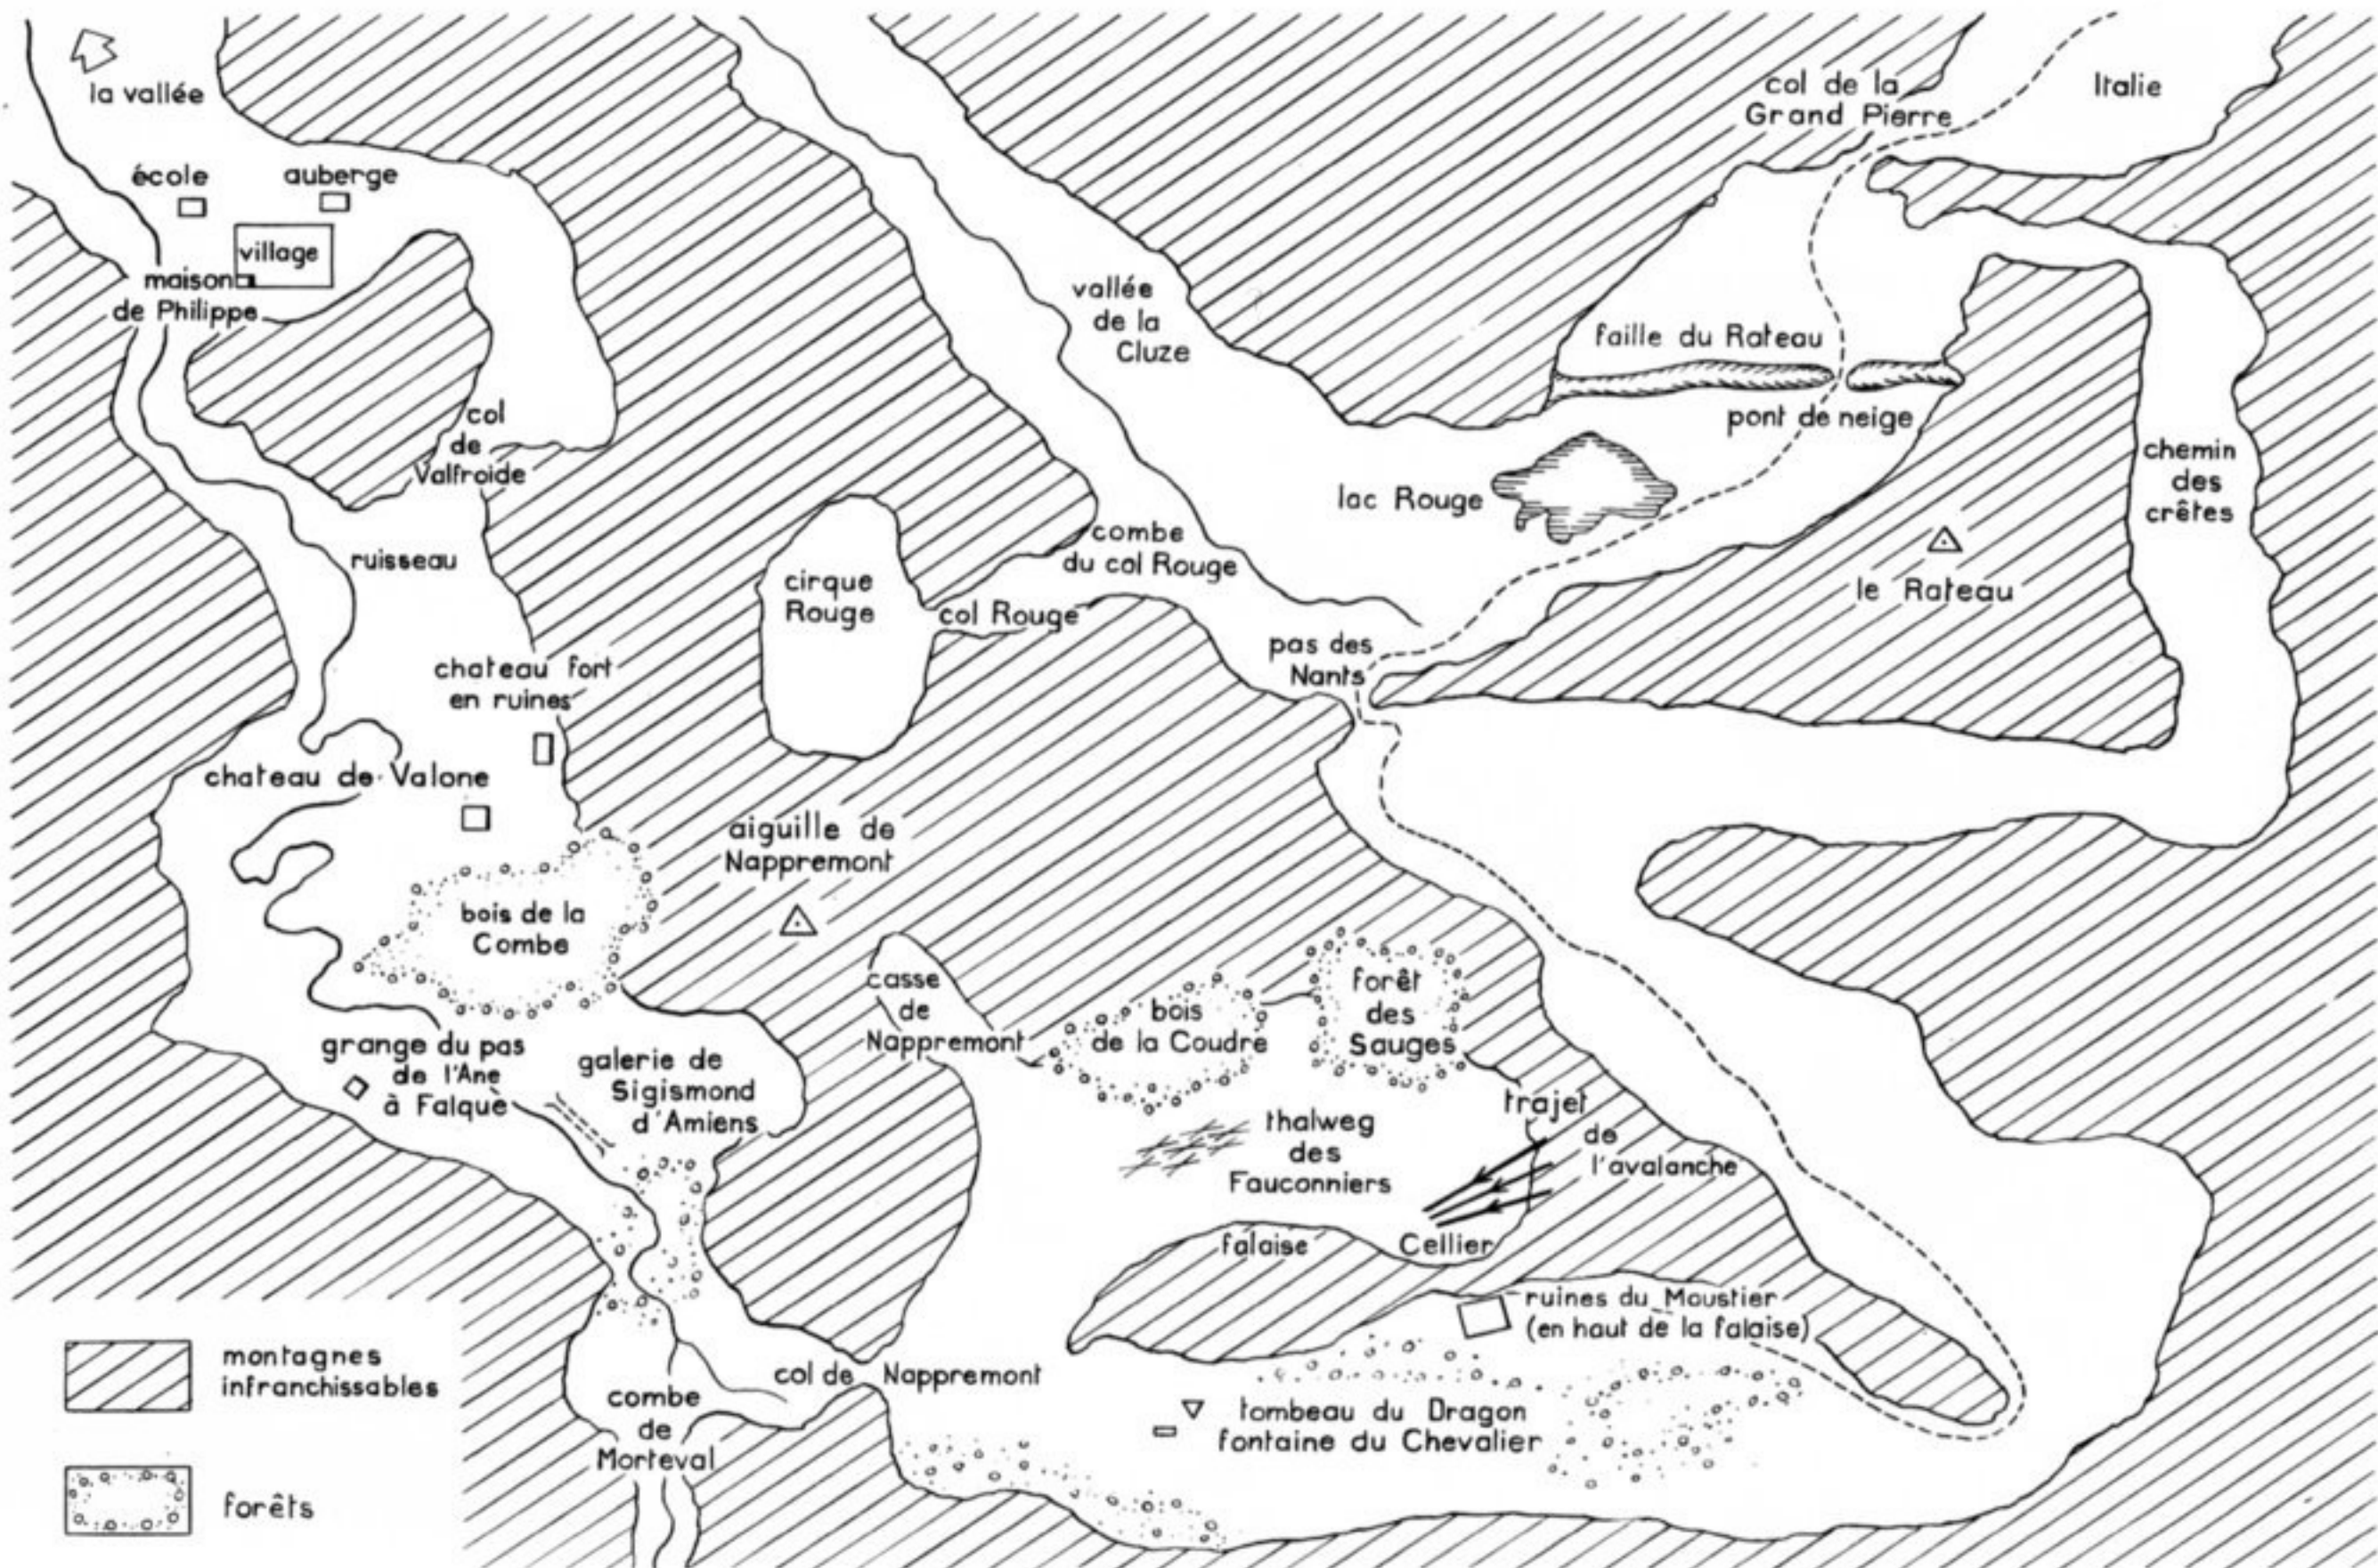 la vallée
école
auberge
village
maison
de Philippe
col
de
Valfroide
ruisseau
chateau fort
en ruines
chateau de Valone
bois de la
Combe
grange du pas
de l'Ane
à Falque
galerie de
Sigismond
d'Amiens
vallée
de la
Cluze
cirque
Rouge
col Rouge
combe
du col Rouge
lac Rouge
pas des
Nants
col de la
Grand Pierre
Italie
faille du Rateau
pont de neige
chemin
des
crêtes
le Rateau
aiguille de
Nappremont
casse
de
Nappremont
bois
de la Coudre
forêt
des
Sauges
thalweg
des
Fauconniers
trajet
de
l'avalanche
falaise
Cellier
ruines du Moustier
(en haut de la falaise)
col de Nappremont
combe
de
Morteval
tombeau du Dragon
fontaine du Chevalier
montagnes
infranchissables
forêts